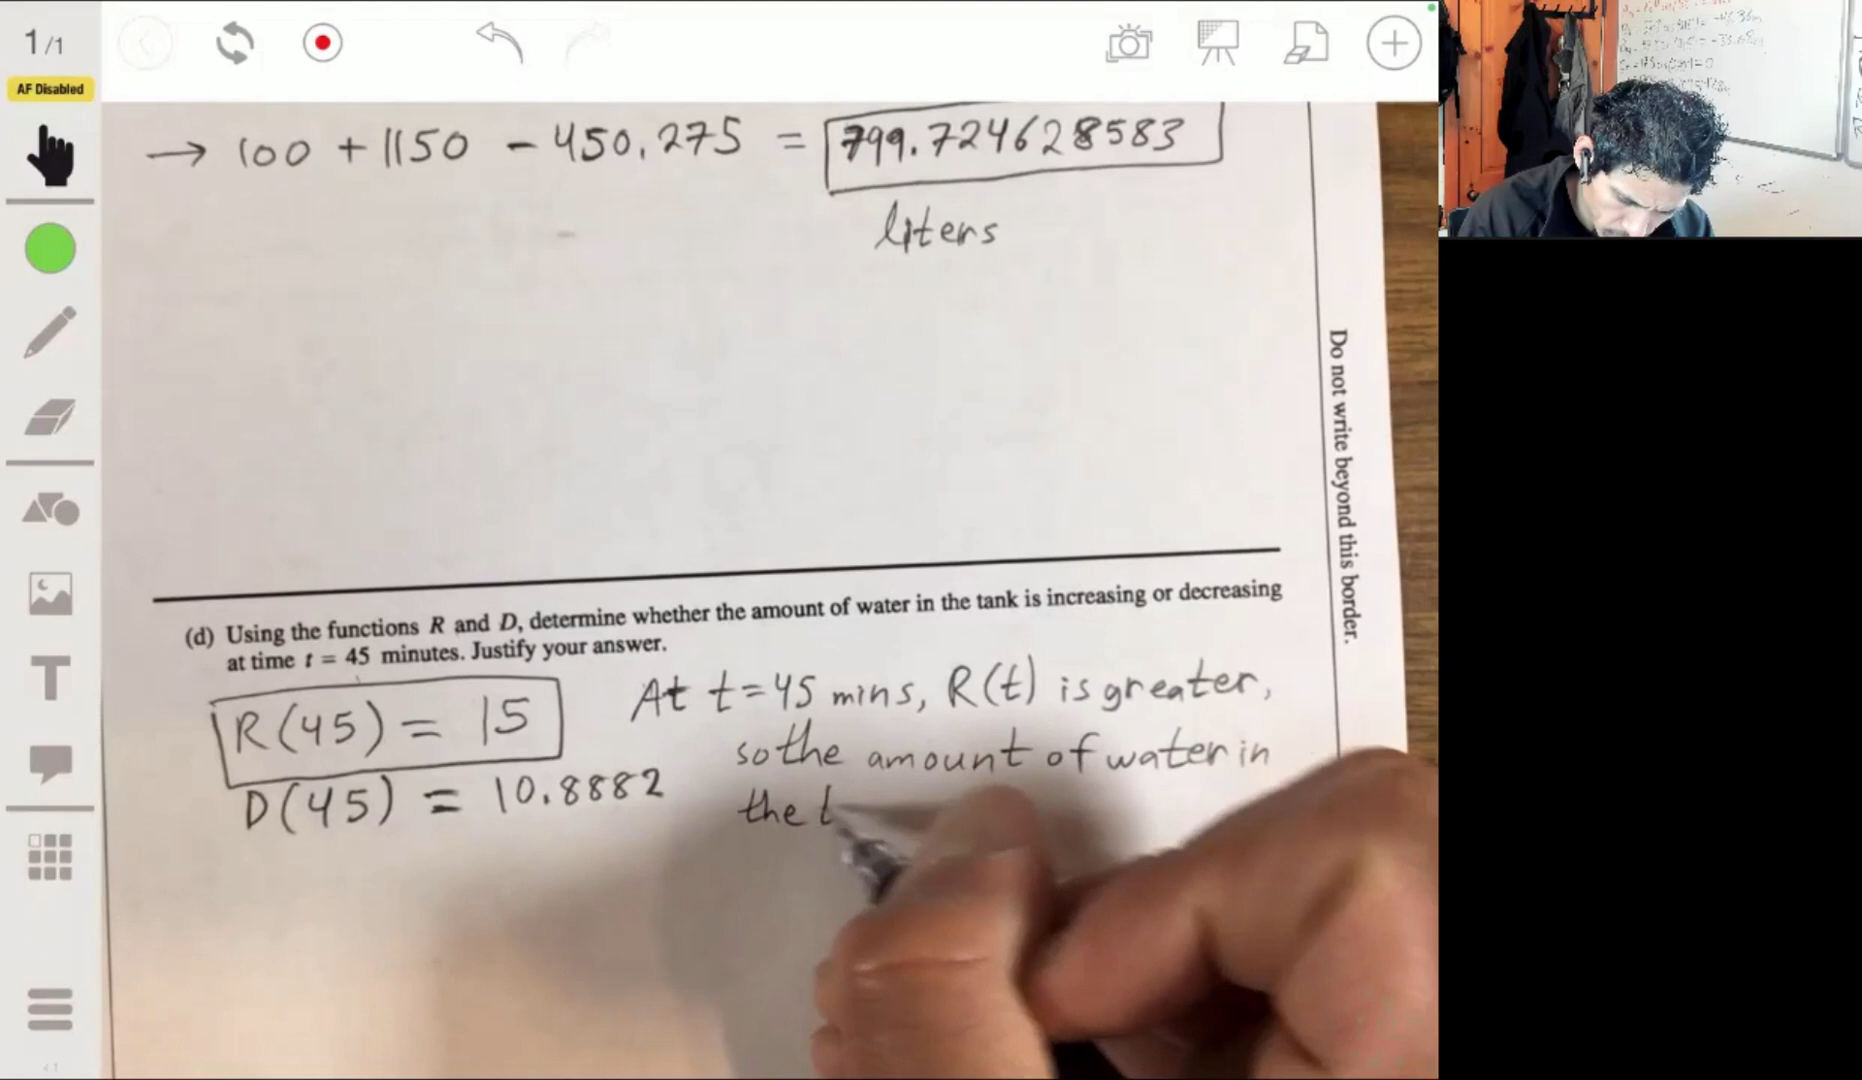 1/1
AF Disabled
→ 100 + 1150 - 450.275 = 799.724628583
liters
Do not write beyond this border.
(d) Using the functions R and D, determine whether the amount of water in the tank is increasing or decreasing
at time t = 45 minutes. Justify your answer.
R(45) = 15
D(45) = 10.8882
At t=45 mins, R(t) is greater,
so the amount of water in
the t
T